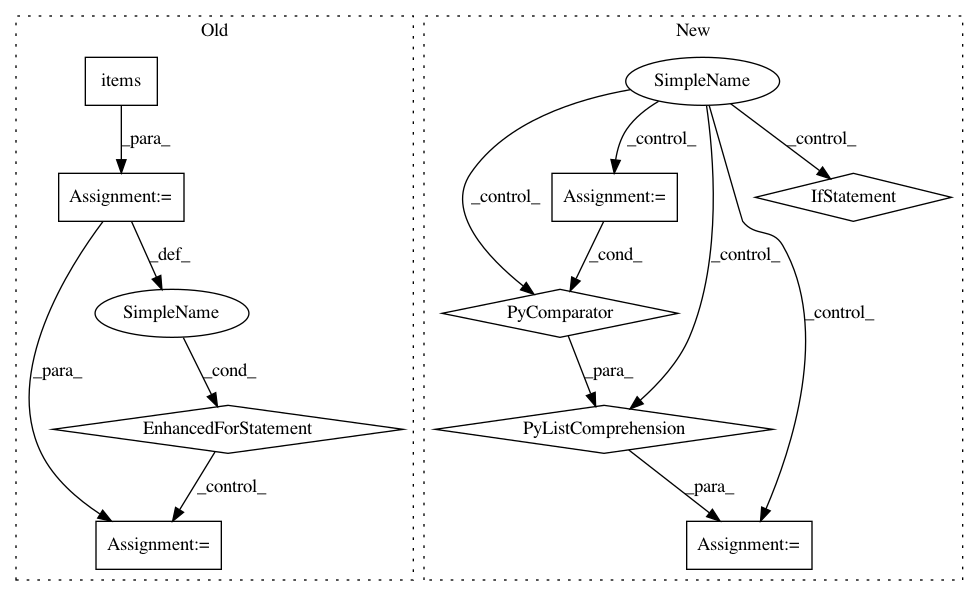 Old
New
items
SimpleName
_para_
_control_
_control_
Assignment:=
Assignment:=
IfStatement
_control_
_def_
_cond_
_control_
SimpleName
PyComparator
_control_
_para_
_cond_
_para_
EnhancedForStatement
PyListComprehension
_control_
_para_
Assignment:=
Assignment:=